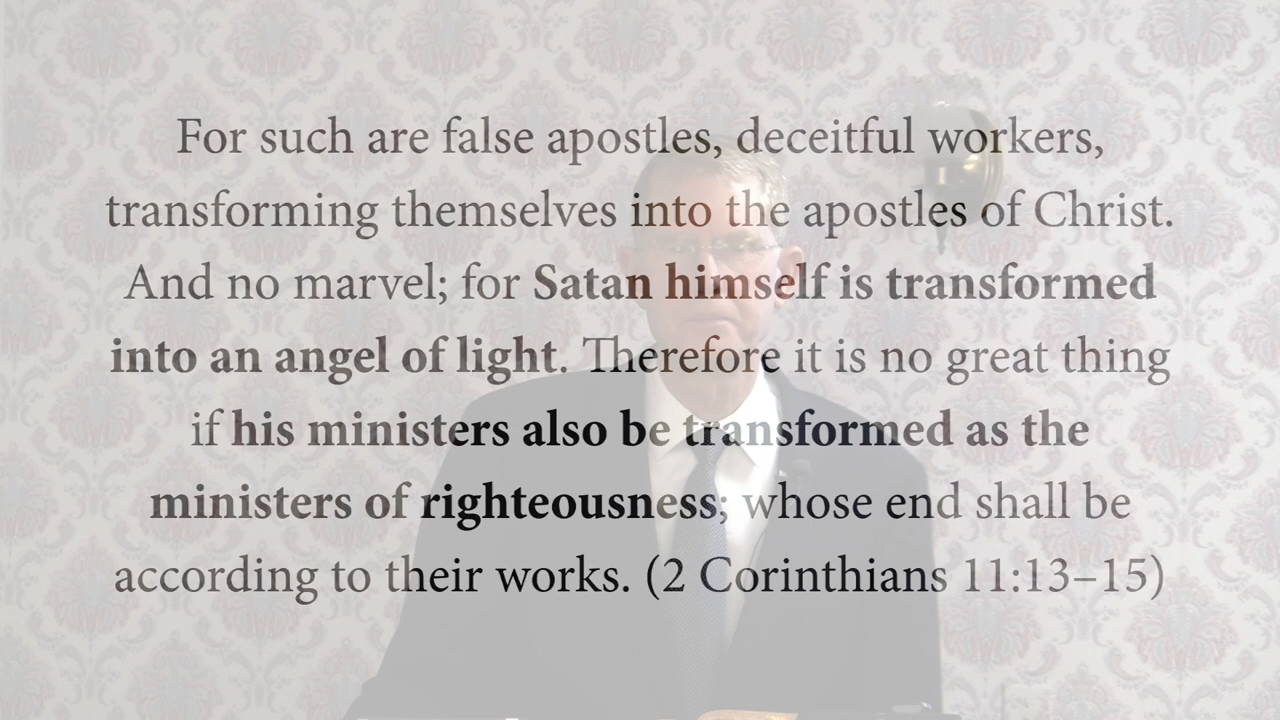 For such are false apostles, deceitful workers,
transforming themselves into the apostles of Christ.
And no marvel; for Satan himself is transformed
into an angel of light. Therefore it is no great thing
if his ministers also be transformed as the
ministers of righteousness; whose end shall be
according to their works. (2 Corinthians 11:13–15)